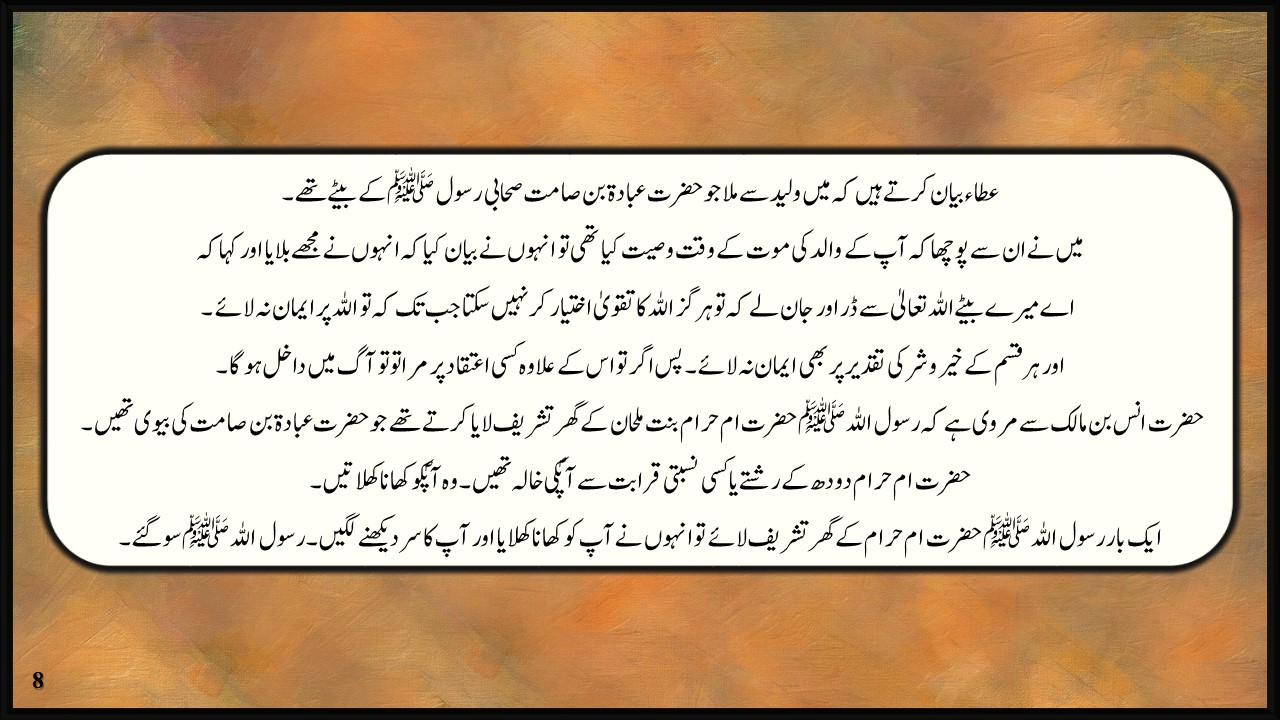 عطاء بیان کرتے ہیں کہ میں ولید سے ملا جو حضرت عبادۃ بن صامت صحابی رسول ﷺ کے بیٹے تھے۔
میں نے ان سے پوچھا کہ آپ کے والد کی موت کے وقت وصیت کیا تھی تو انہوں نے بیان کیا کہ انہوں نے مجھے بلایا اور کہا کہ
اے میرے بیٹے اللہ تعالیٰ سے ڈر اور جان لے کہ تو ہرگز اللہ کا تقویٰ اختیار کر نہیں سکتا جب تک کہ تو اللہ پر ایمان نہ لائے۔
اور ہر قسم کے خیر و شر کی تقدیر پر بھی ایمان نہ لائے۔ پس اگر تو اس کے علاوہ کسی اعتقاد پر مرا تو تو آگ میں داخل ہو گا۔
حضرت انس بن مالک سے مروی ہے کہ رسول اللہ ﷺ حضرت ام حرام بنت ملحان کے گھر تشریف لایا کرتے تھے جو حضرت عبادۃ بن صامت کی بیوی تھیں۔
حضرت ام حرام دودھ کے رشتے یا کسی نسبتی قرابت سے آپؐکی خالہ تھیں۔ وہ آپؐکو کھانا کھلاتیں۔
ایک بار رسول اللہ ﷺ حضرت ام حرام کے گھر تشریف لائے تو انہوں نے آپ کو کھانا کھلایا اور آپ کا سر دیکھنے لگیں۔ رسول اللہ ﷺ سو گئے۔
8